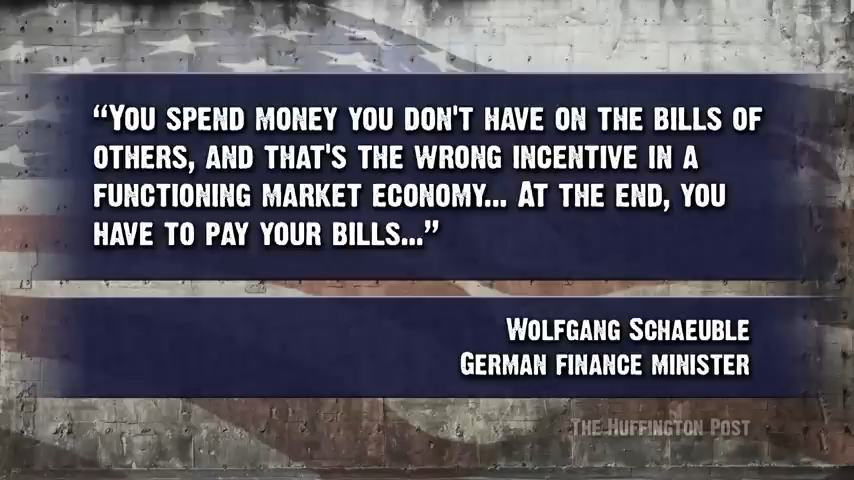 “You spend money you don't have on the bills of
others, and that's the wrong incentive in a
functioning market economy... At the end, you
have to pay your bills...”
Wolfgang Schaeuble
German finance minister
The Huffington Post